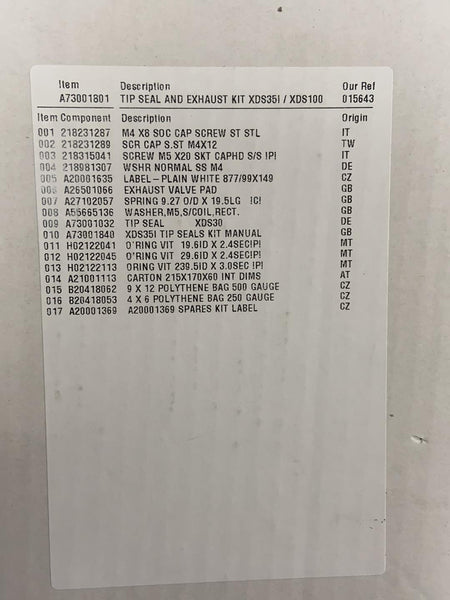 Item Description Our Ref
A73001801 TIP SEAL AND EXHAUST KIT XDS35I / XDS100 015643
Item Component Description Origin
001 218231287 M4 X8 SOC CAP SCREW ST STL IT
002 218231289 SCR CAP S.ST M4X12 TW
003 218315041 SCREW M5 X20 SKT CAPHD S/S !P! IT
004 218981307 WSHR NORMAL SS M4 DE
005 A20001635 LABEL-PLAIN WHITE 877/99X149 CZ
006 A26501066 EXHAUST VALVE PAD GB
007 A27102057 SPRING 9.27 O/D X 19.5LG !C! GB
008 A55665136 WASHER,M5,S/COIL,RECT. GB
009 A73001032 TIP SEAL XDS30 DE
010 A73001840 XDS35I TIP SEALS KIT MANUAL GB
011 H02122041 O'RING VIT 19.6ID X 2.4SEC!P! MT
012 H02122045 O'RING VIT 29.6ID X 2.4SEC!P! MT
013 H02122113 ORING VIT 239.5ID X 3.0SEC !P! MT
014 A21001113 CARTON 215X170X60 INT DIMS AT
015 B20418062 9 X 12 POLYTHENE BAG 500 GAUGE CZ
016 B20418053 4 X 6 POLYTHENE BAG 250 GAUGE CZ
017 A20001369 A20001369 SPARES KIT LABEL CZ